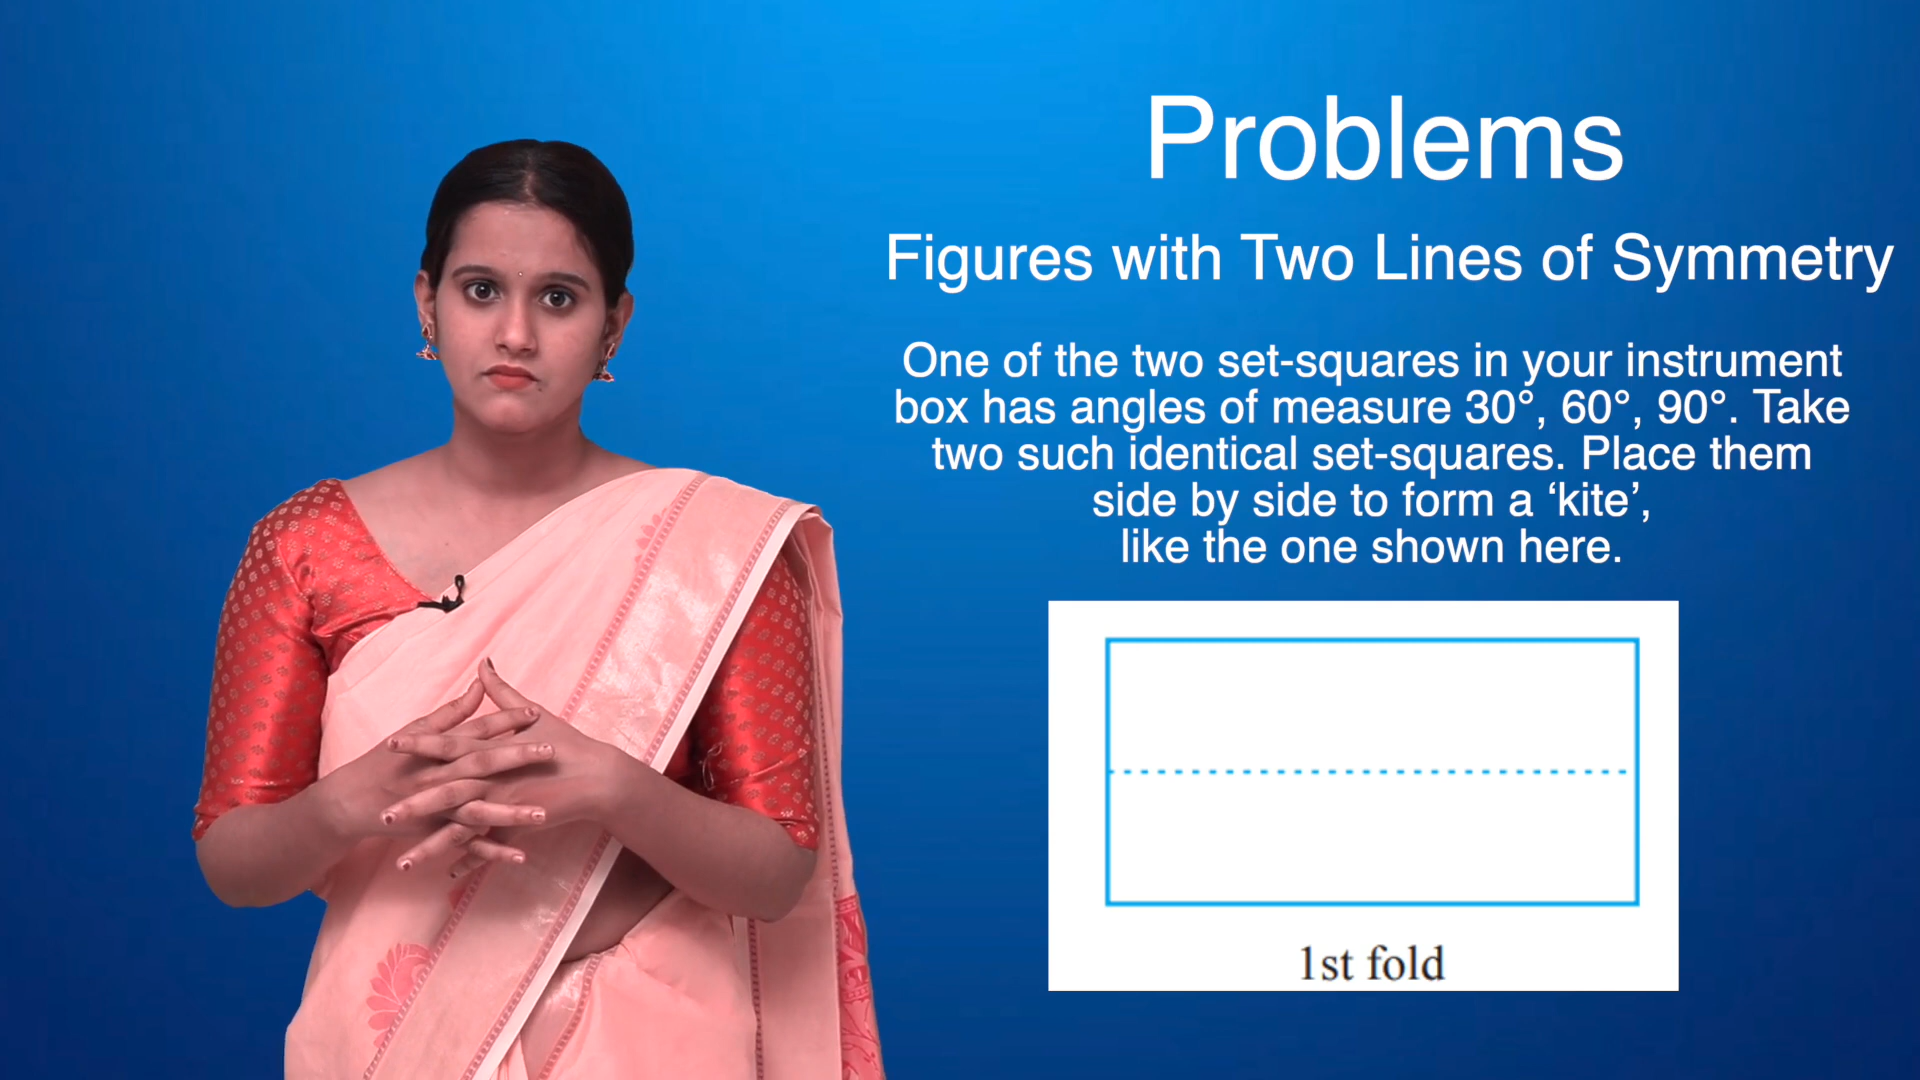 Problems
Figures with Two Lines of Symmetry
One of the two set-squares in your instrument
box has angles of measure 30°, 60°, 90°. Take
two such identical set-squares. Place them
side by side to form a ‘kite’,
like the one shown here.
1st fold